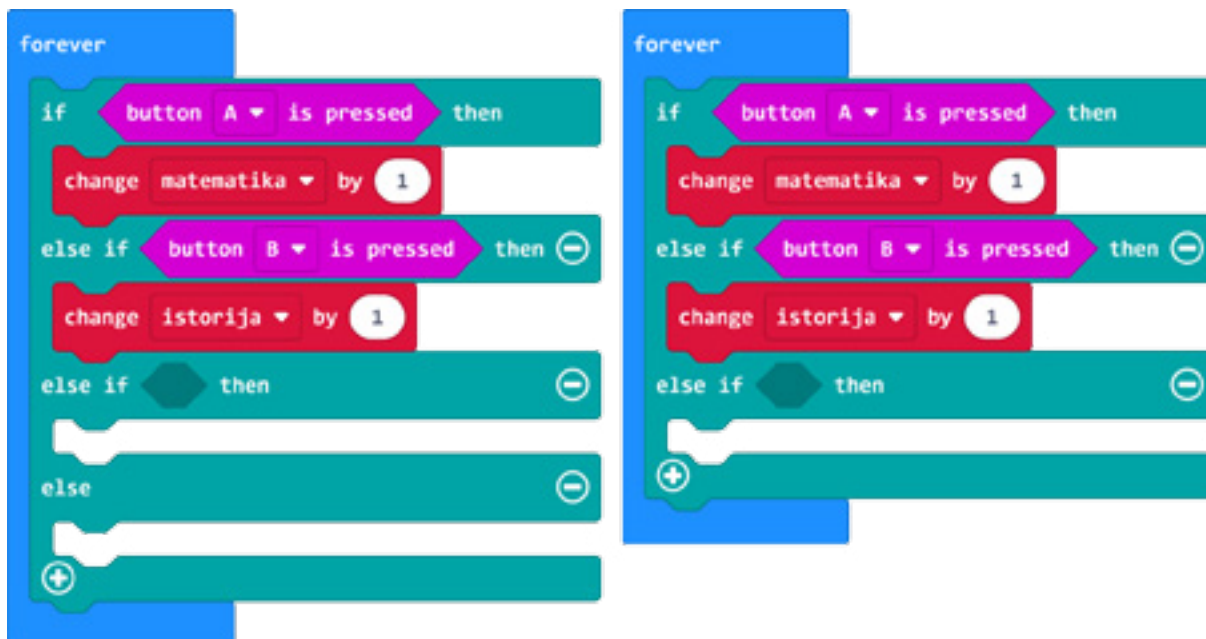 forever
if button A is pressed then
change matematika by 1
else if button B is pressed then
change istorija by 1
else if then
else
forever
if button A is pressed then
change matematika by 1
else if button B is pressed then
change istorija by 1
else if then